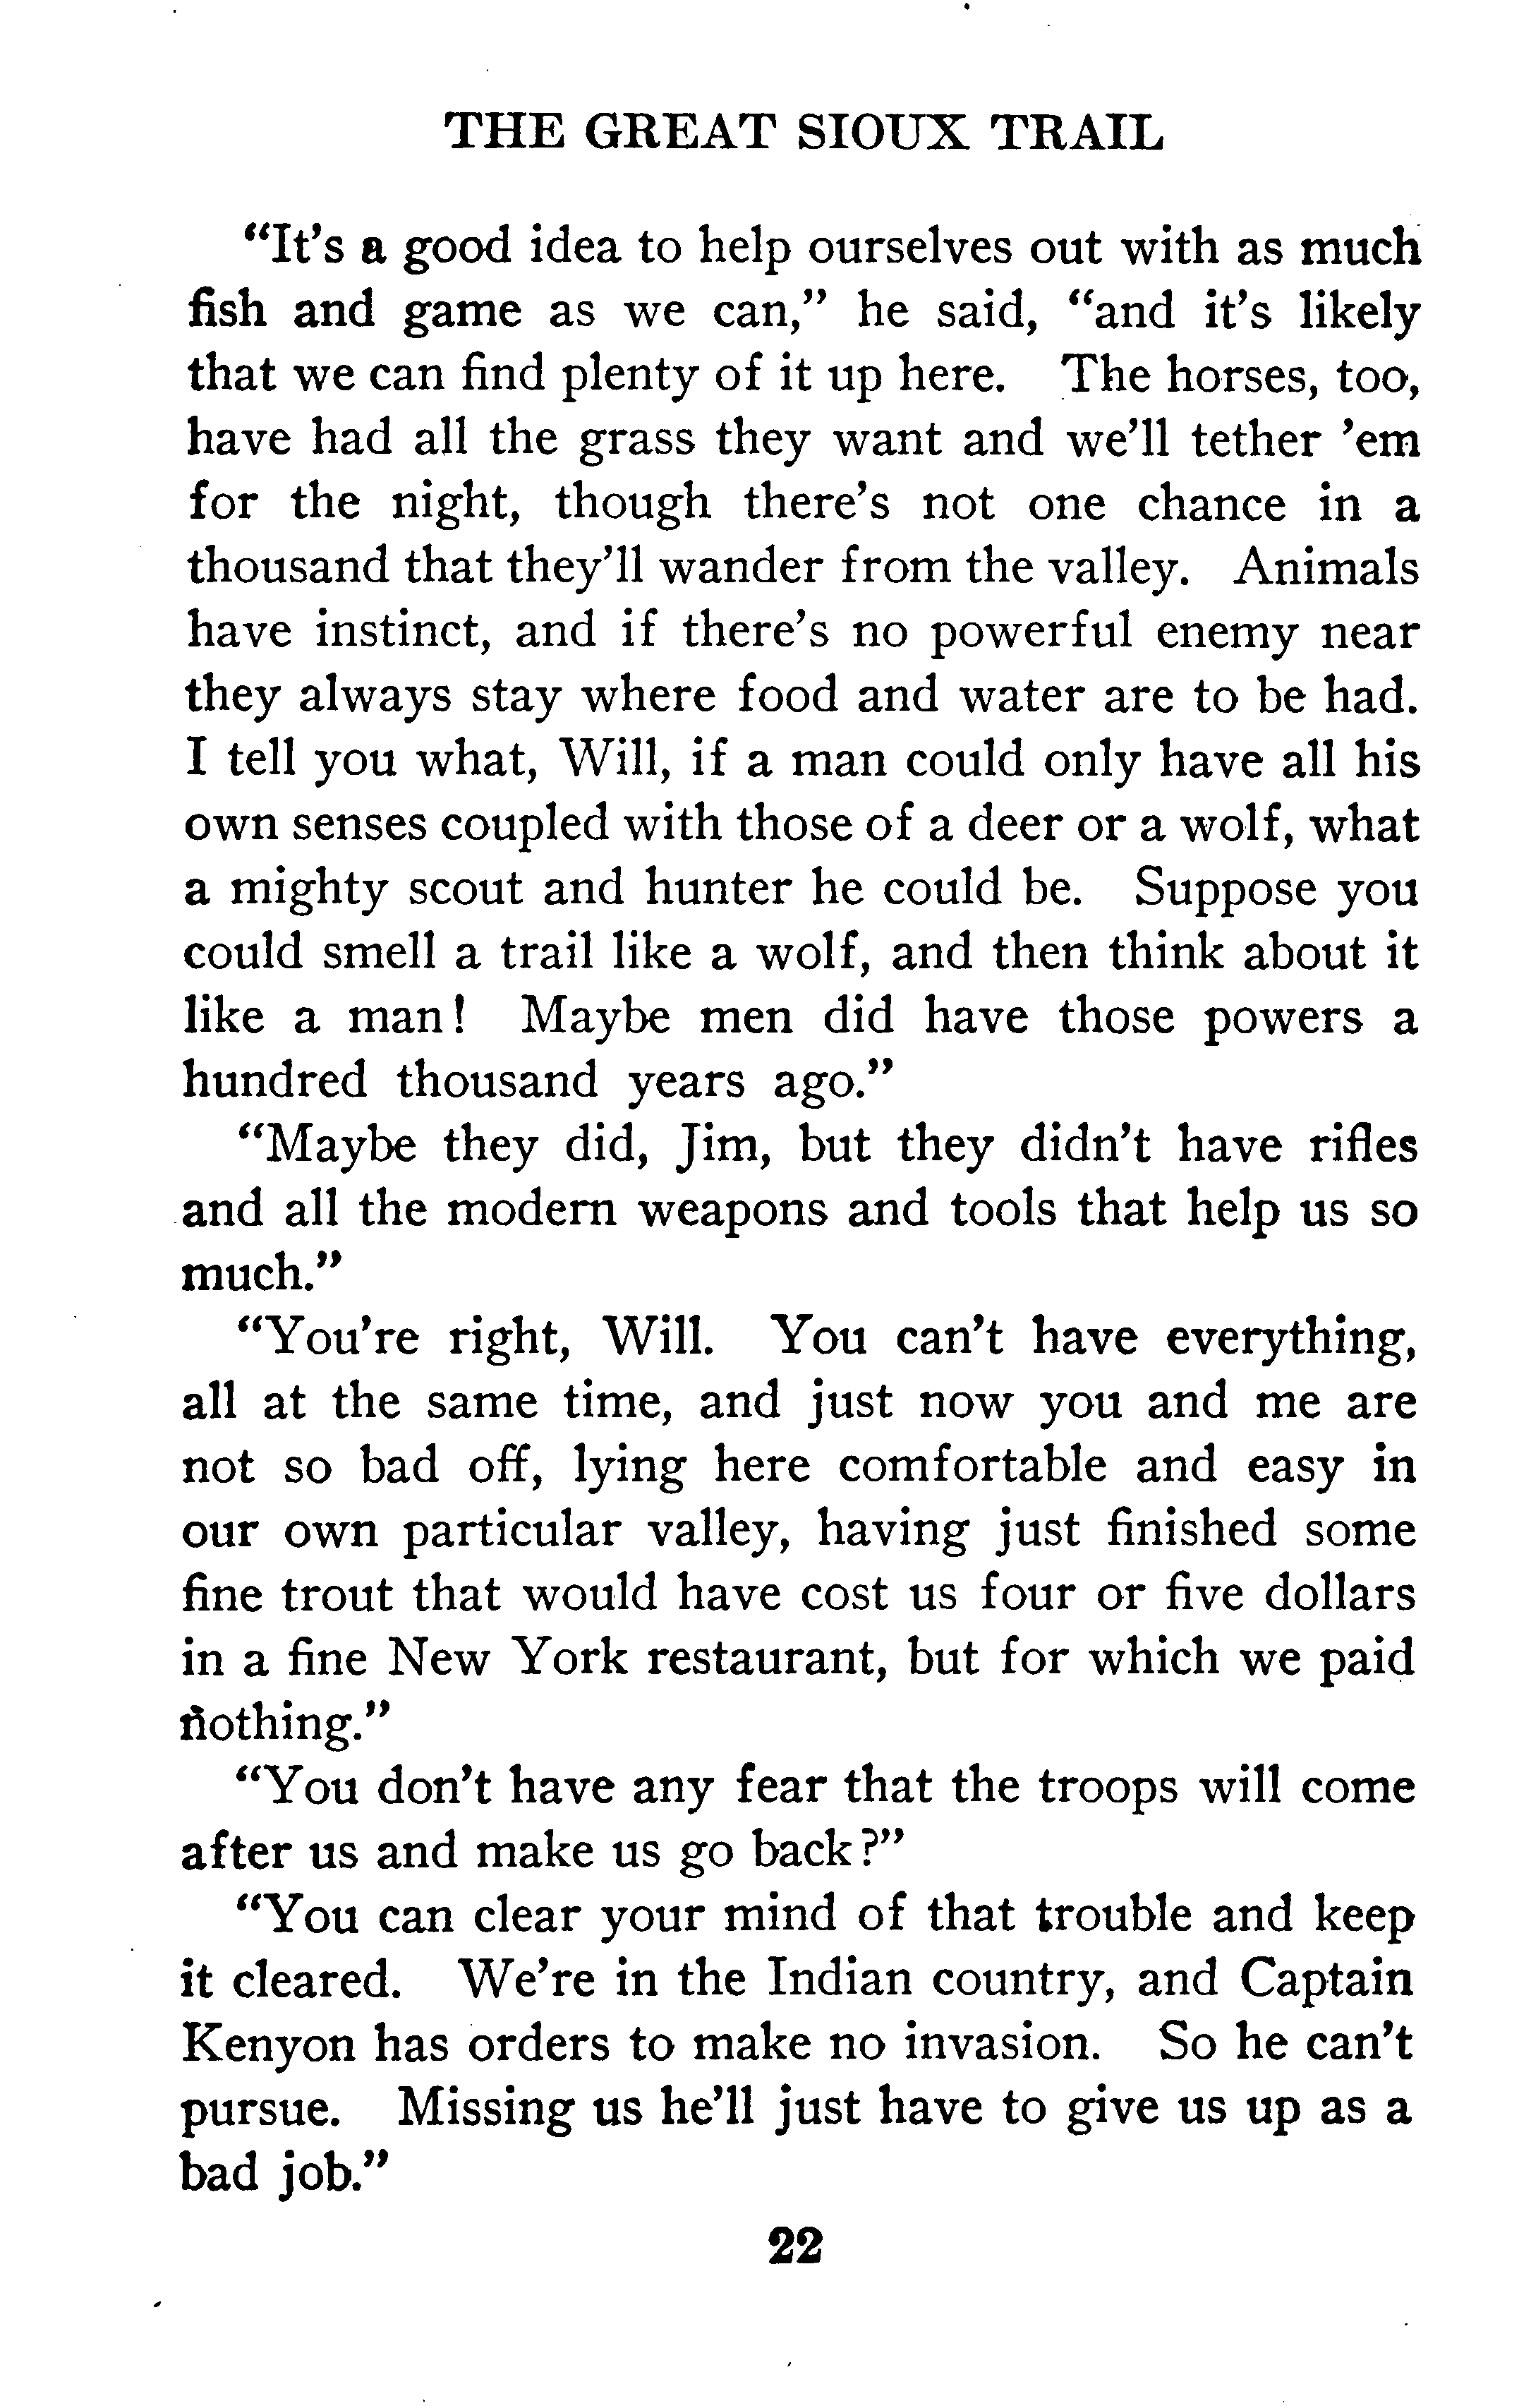 THE GREAT SIOUX TRAIL
“It’s a good idea to help ourselves out with as much
fish and game as we can,” he said, “and it’s likely
that we can find plenty of it up here. The horses, too,
have had all the grass they want and we’ll tether ’em
for the night, though there’s not one chance in a
thousand that they’ll wander from the valley. Animals
have instinct, and if there’s no powerful enemy near
they always stay where food and water are to be had.
I tell you what, Will, if a man could only have all his
own senses coupled with those of a deer or a wolf, what
a mighty scout and hunter he could be. Suppose you
could smell a trail like a wolf, and then think about it
like a man! Maybe men did have those powers a
hundred thousand years ago.”
“Maybe they did, Jim, but they didn’t have rifles
and all the modern weapons and tools that help us so
much.”
“You’re right, Will. You can’t have everything,
all at the same time, and just now you and me are
not so bad off, lying here comfortable and easy in
our own particular valley, having just finished some
fine trout that would have cost us four or five dollars
in a fine New York restaurant, but for which we paid
nothing.”
“You don’t have any fear that the troops will come
after us and make us go back?”
“You can clear your mind of that trouble and keep
it cleared. We’re in the Indian country, and Captain
Kenyon has orders to make no invasion. So he can’t
pursue. Missing us he’ll just have to give us up as a
bad job.”
22